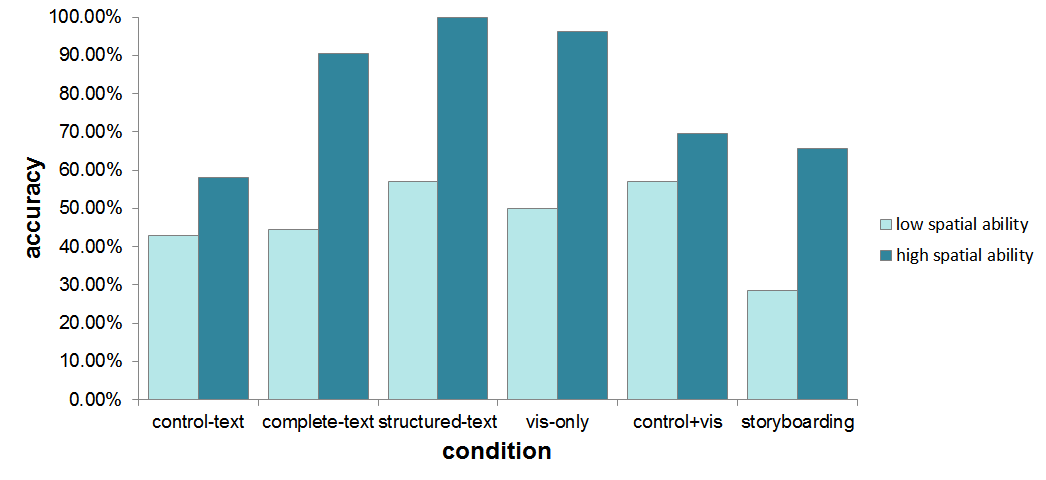 100.00%
90.00%
80.00%
70.00%
60.00%
50.00%
40.00%
30.00%
20.00%
10.00%
0.00%
accuracy
control-text complete-text structured-text vis-only control+vis storyboarding
condition
low spatial ability
high spatial ability